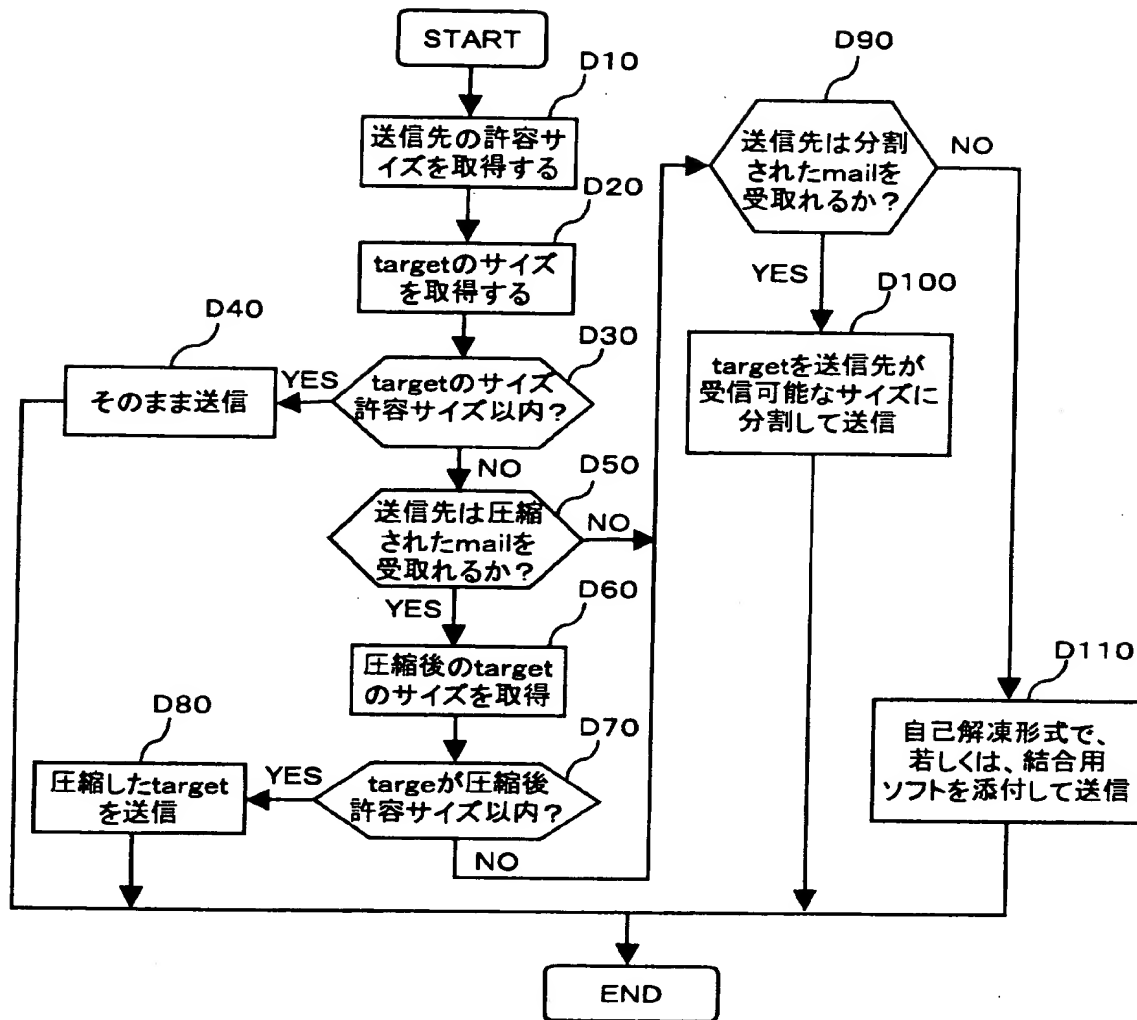 START
D10
送信先の許容サ
イズを取得する
D20
targetのサイズ
を取得する
D30
targetのサイズ
許容サイズ以内？
YES
D40
そのまま送信
NO
D50
送信先は圧縮
されたmailを
受取れるか？
NO
YES
D60
圧縮後のtarget
のサイズを取得
D70
targeが圧縮後
許容サイズ以内？
YES
D80
圧縮したtarget
を送信
NO
D90
送信先は分割
されたmailを
受取れるか？
NO
YES
D100
targetを送信先が
受信可能なサイズに
分割して送信
D110
自己解凍形式で、
若しくは、結合用
ソフトを添付して送信
END